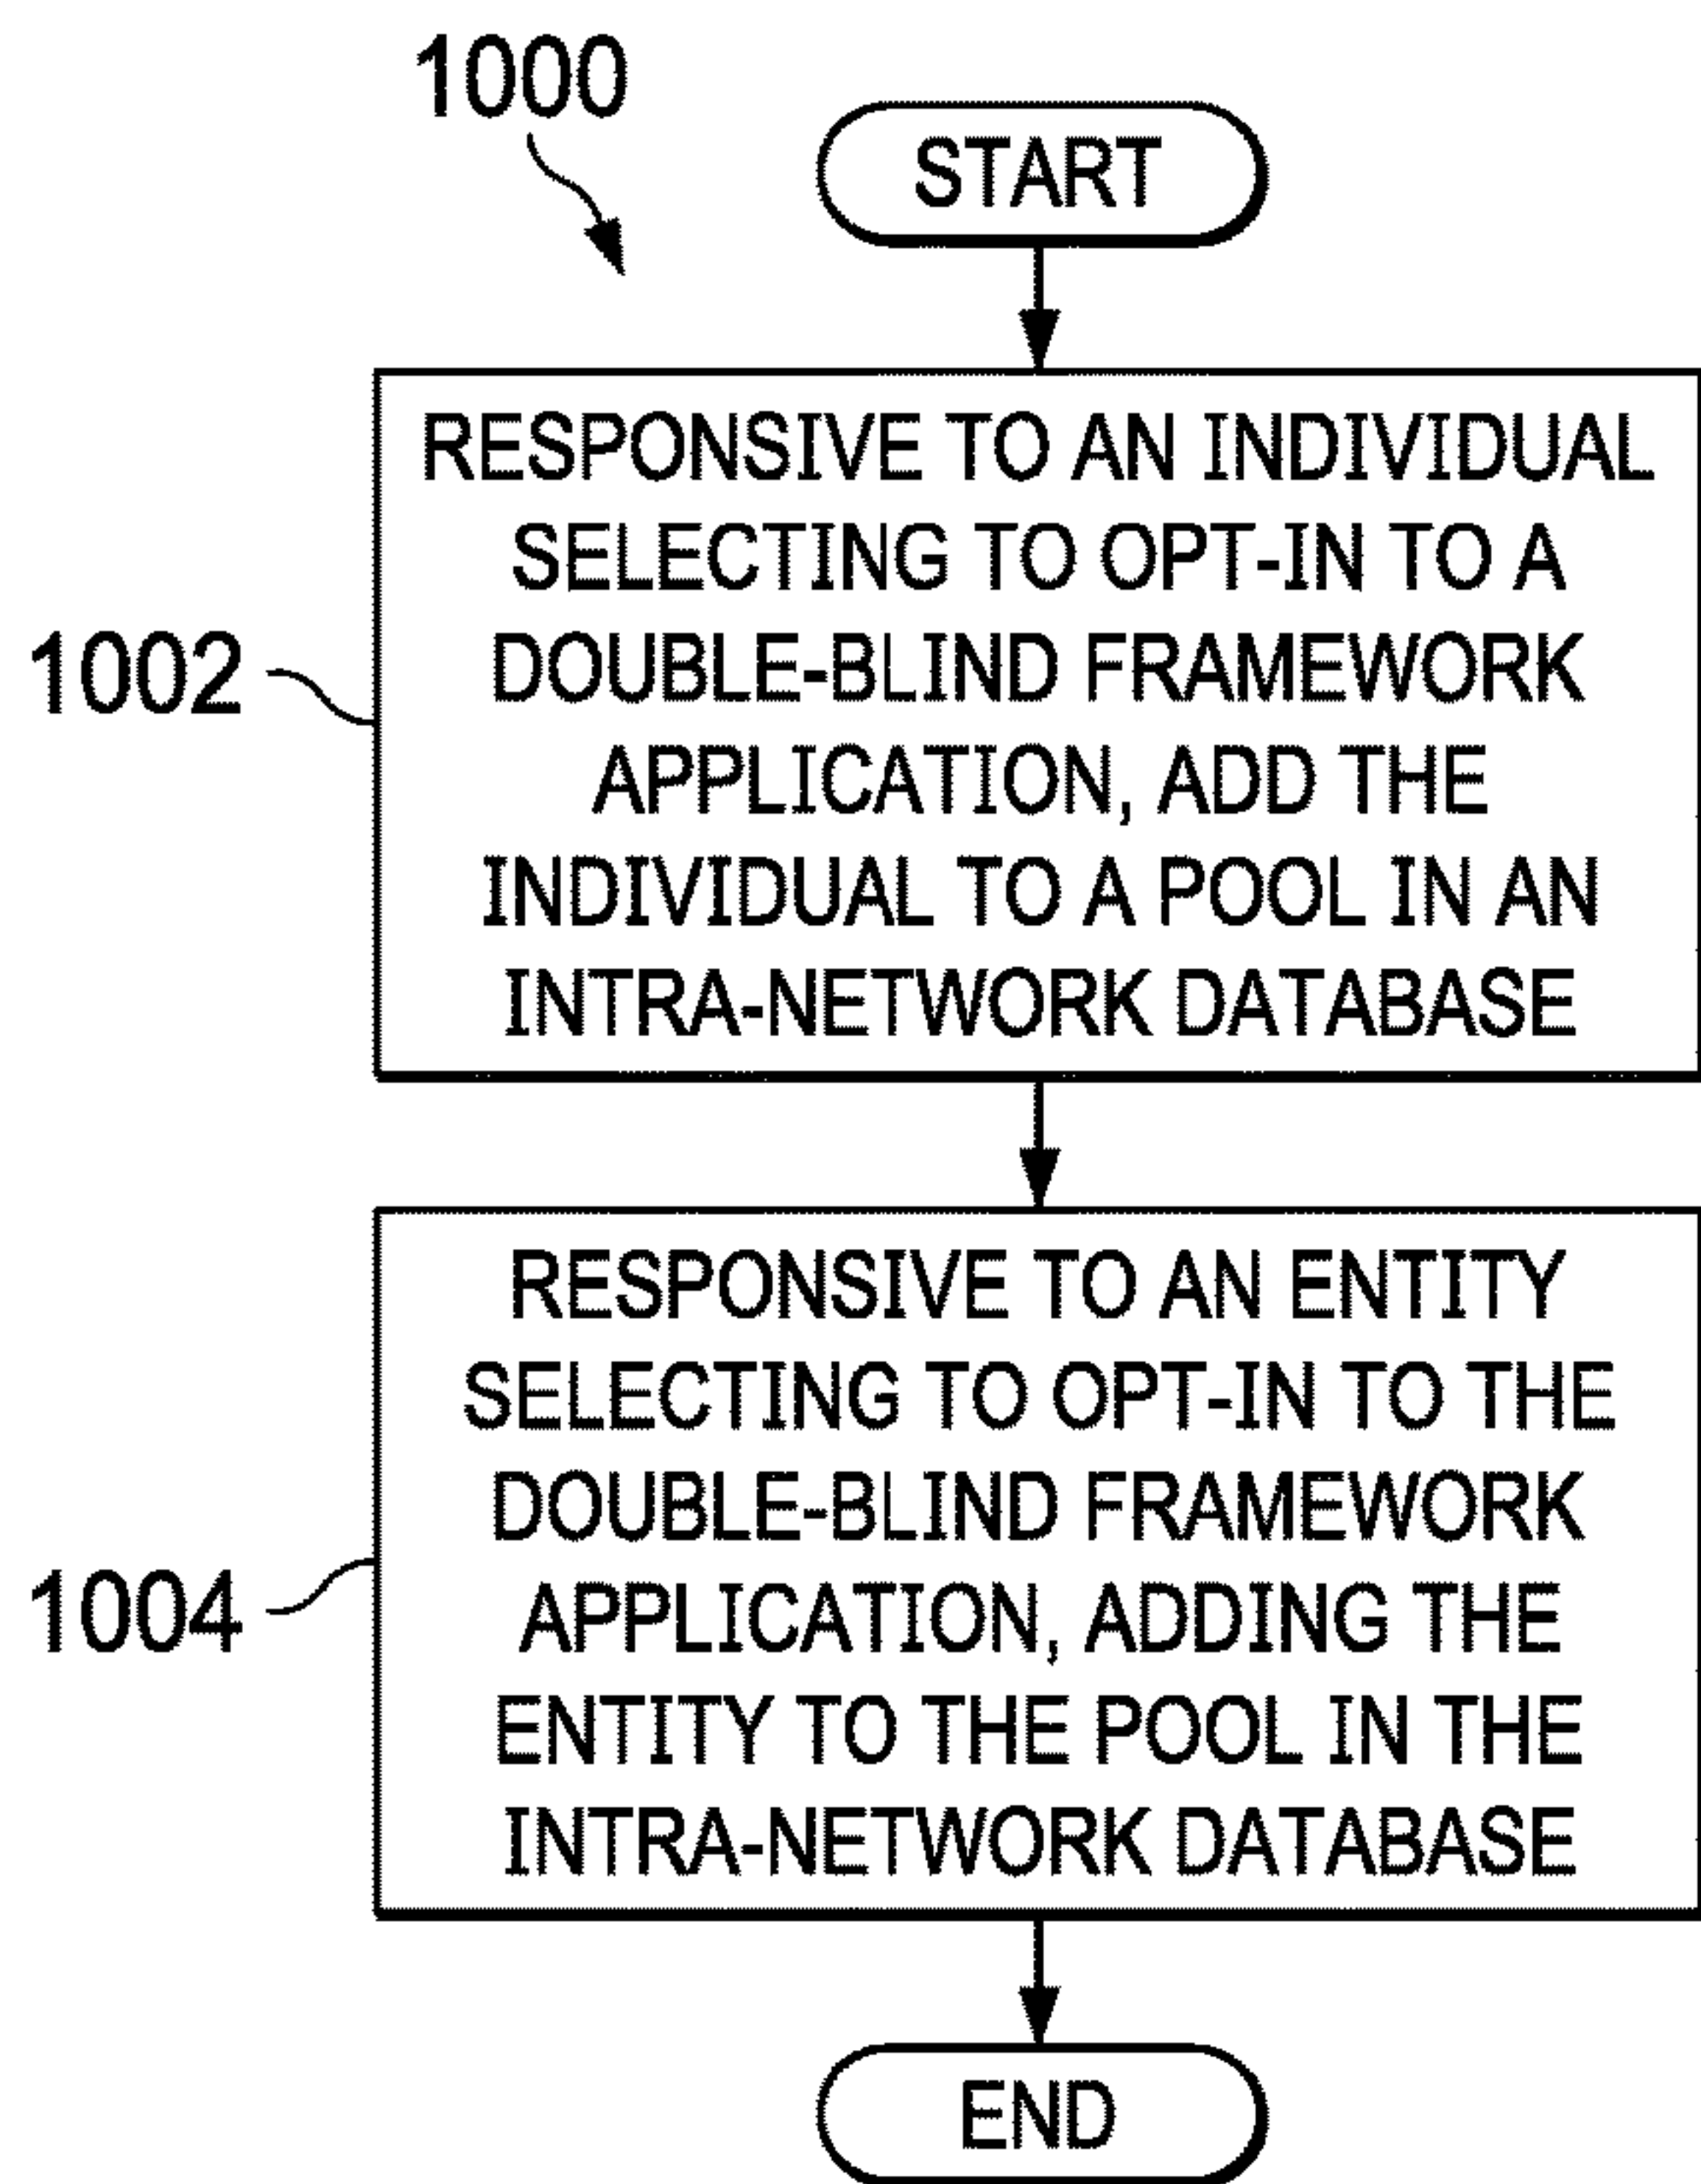 1000
START
RESPONSIVE TO AN INDIVIDUAL
SELECTING TO OPT-IN TO A
DOUBLE-BLIND FRAMEWORK
APPLICATION, ADD THE
INDIVIDUAL TO A POOL IN AN
INTRA-NETWORK DATABASE
1002
RESPONSIVE TO AN ENTITY
SELECTING TO OPT-IN TO THE
DOUBLE-BLIND FRAMEWORK
APPLICATION, ADDING THE
ENTITY TO THE POOL IN THE
INTRA-NETWORK DATABASE
1004
END